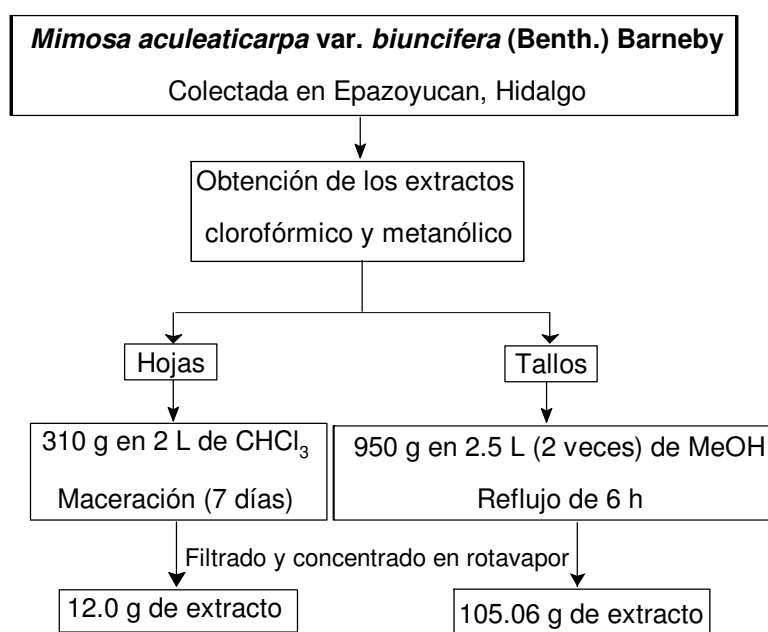 Mimosa aculeaticarpa var. biuncifera (Benth.) Barneby
Colectada en Epazoyucan, Hidalgo
Obtención de los extractos
clorofórmico y metanólico
Hojas
Tallos
310 g en 2 L de CHCl₃
Maceración (7 días)
950 g en 2.5 L (2 veces) de MeOH
Reflujo de 6 h
Filtrado y concentrado en rotavapor
12.0 g de extracto
105.06 g de extracto